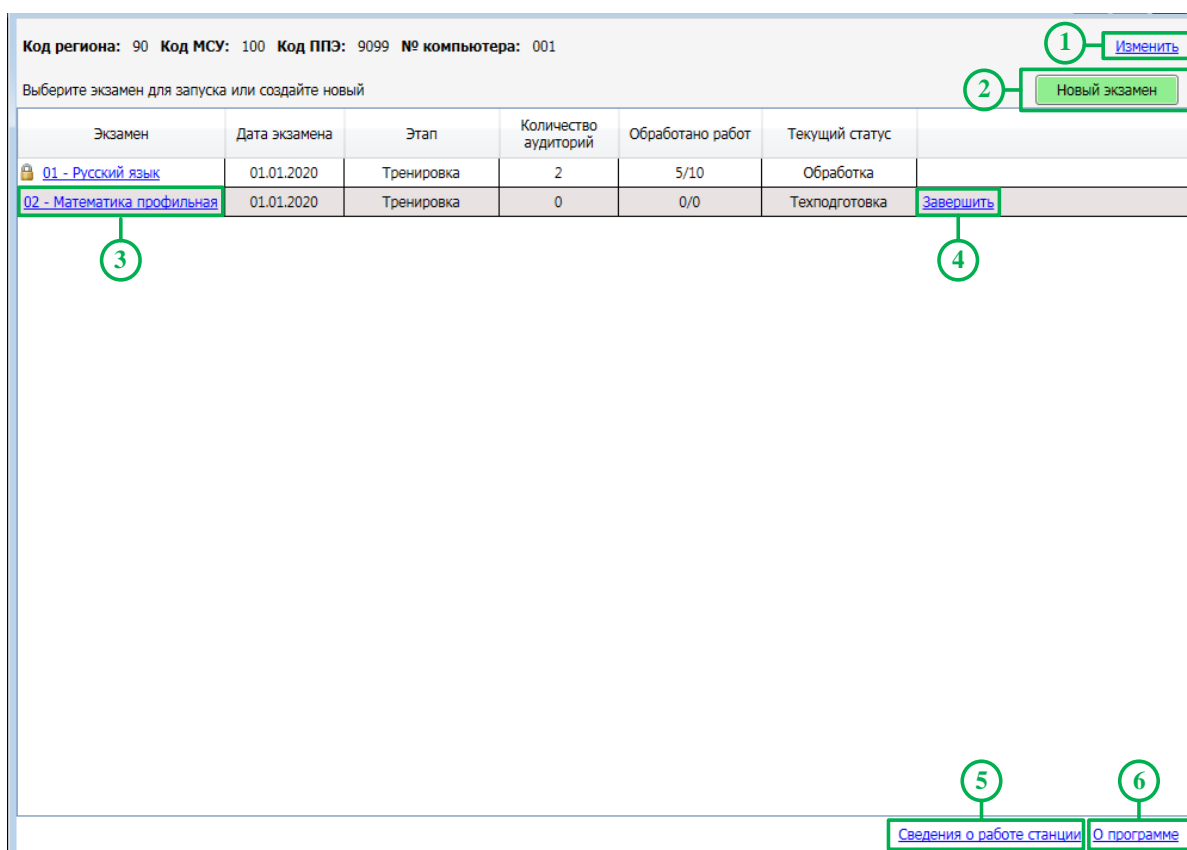 Код региона: 90 Код МСУ: 100 Код ППЭ: 9099 № компьютера: 001
1
Изменить
Выберите экзамен для запуска или создайте новый
2
Новый экзамен
Экзамен Дата экзамена Этап Количество аудиторий Обработано работ Текущий статус
01 - Русский язык 01.01.2020 Тренировка 2 5/10 Обработка
02 - Математика профильная 01.01.2020 Тренировка 0 0/0 Техподготовка Завершить
3
4
5
6
Сведения о работе станции О программе